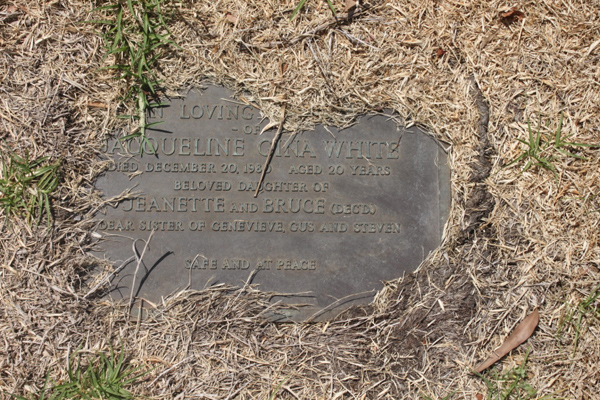 IN LOVING
- OF -
JACQUELINE GINA WHITE
DIED DECEMBER 20, AGED 20 YEARS
BELOVED DAUGHTER OF
JEANETTE AND BRUCE (DEC'D.)
DEAR SISTER OF GENEVIEVE, GUS AND STEVEN
SAFE AND AT PEACE